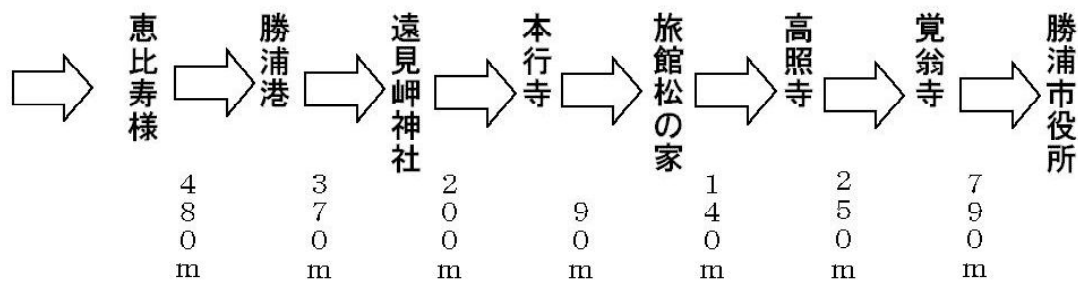 恵比寿様
480m
勝浦港
370m
遠見岬神社
200m
本行寺
90m
旅館松の家
140m
高照寺
250m
覚翁寺
790m
勝浦市役所